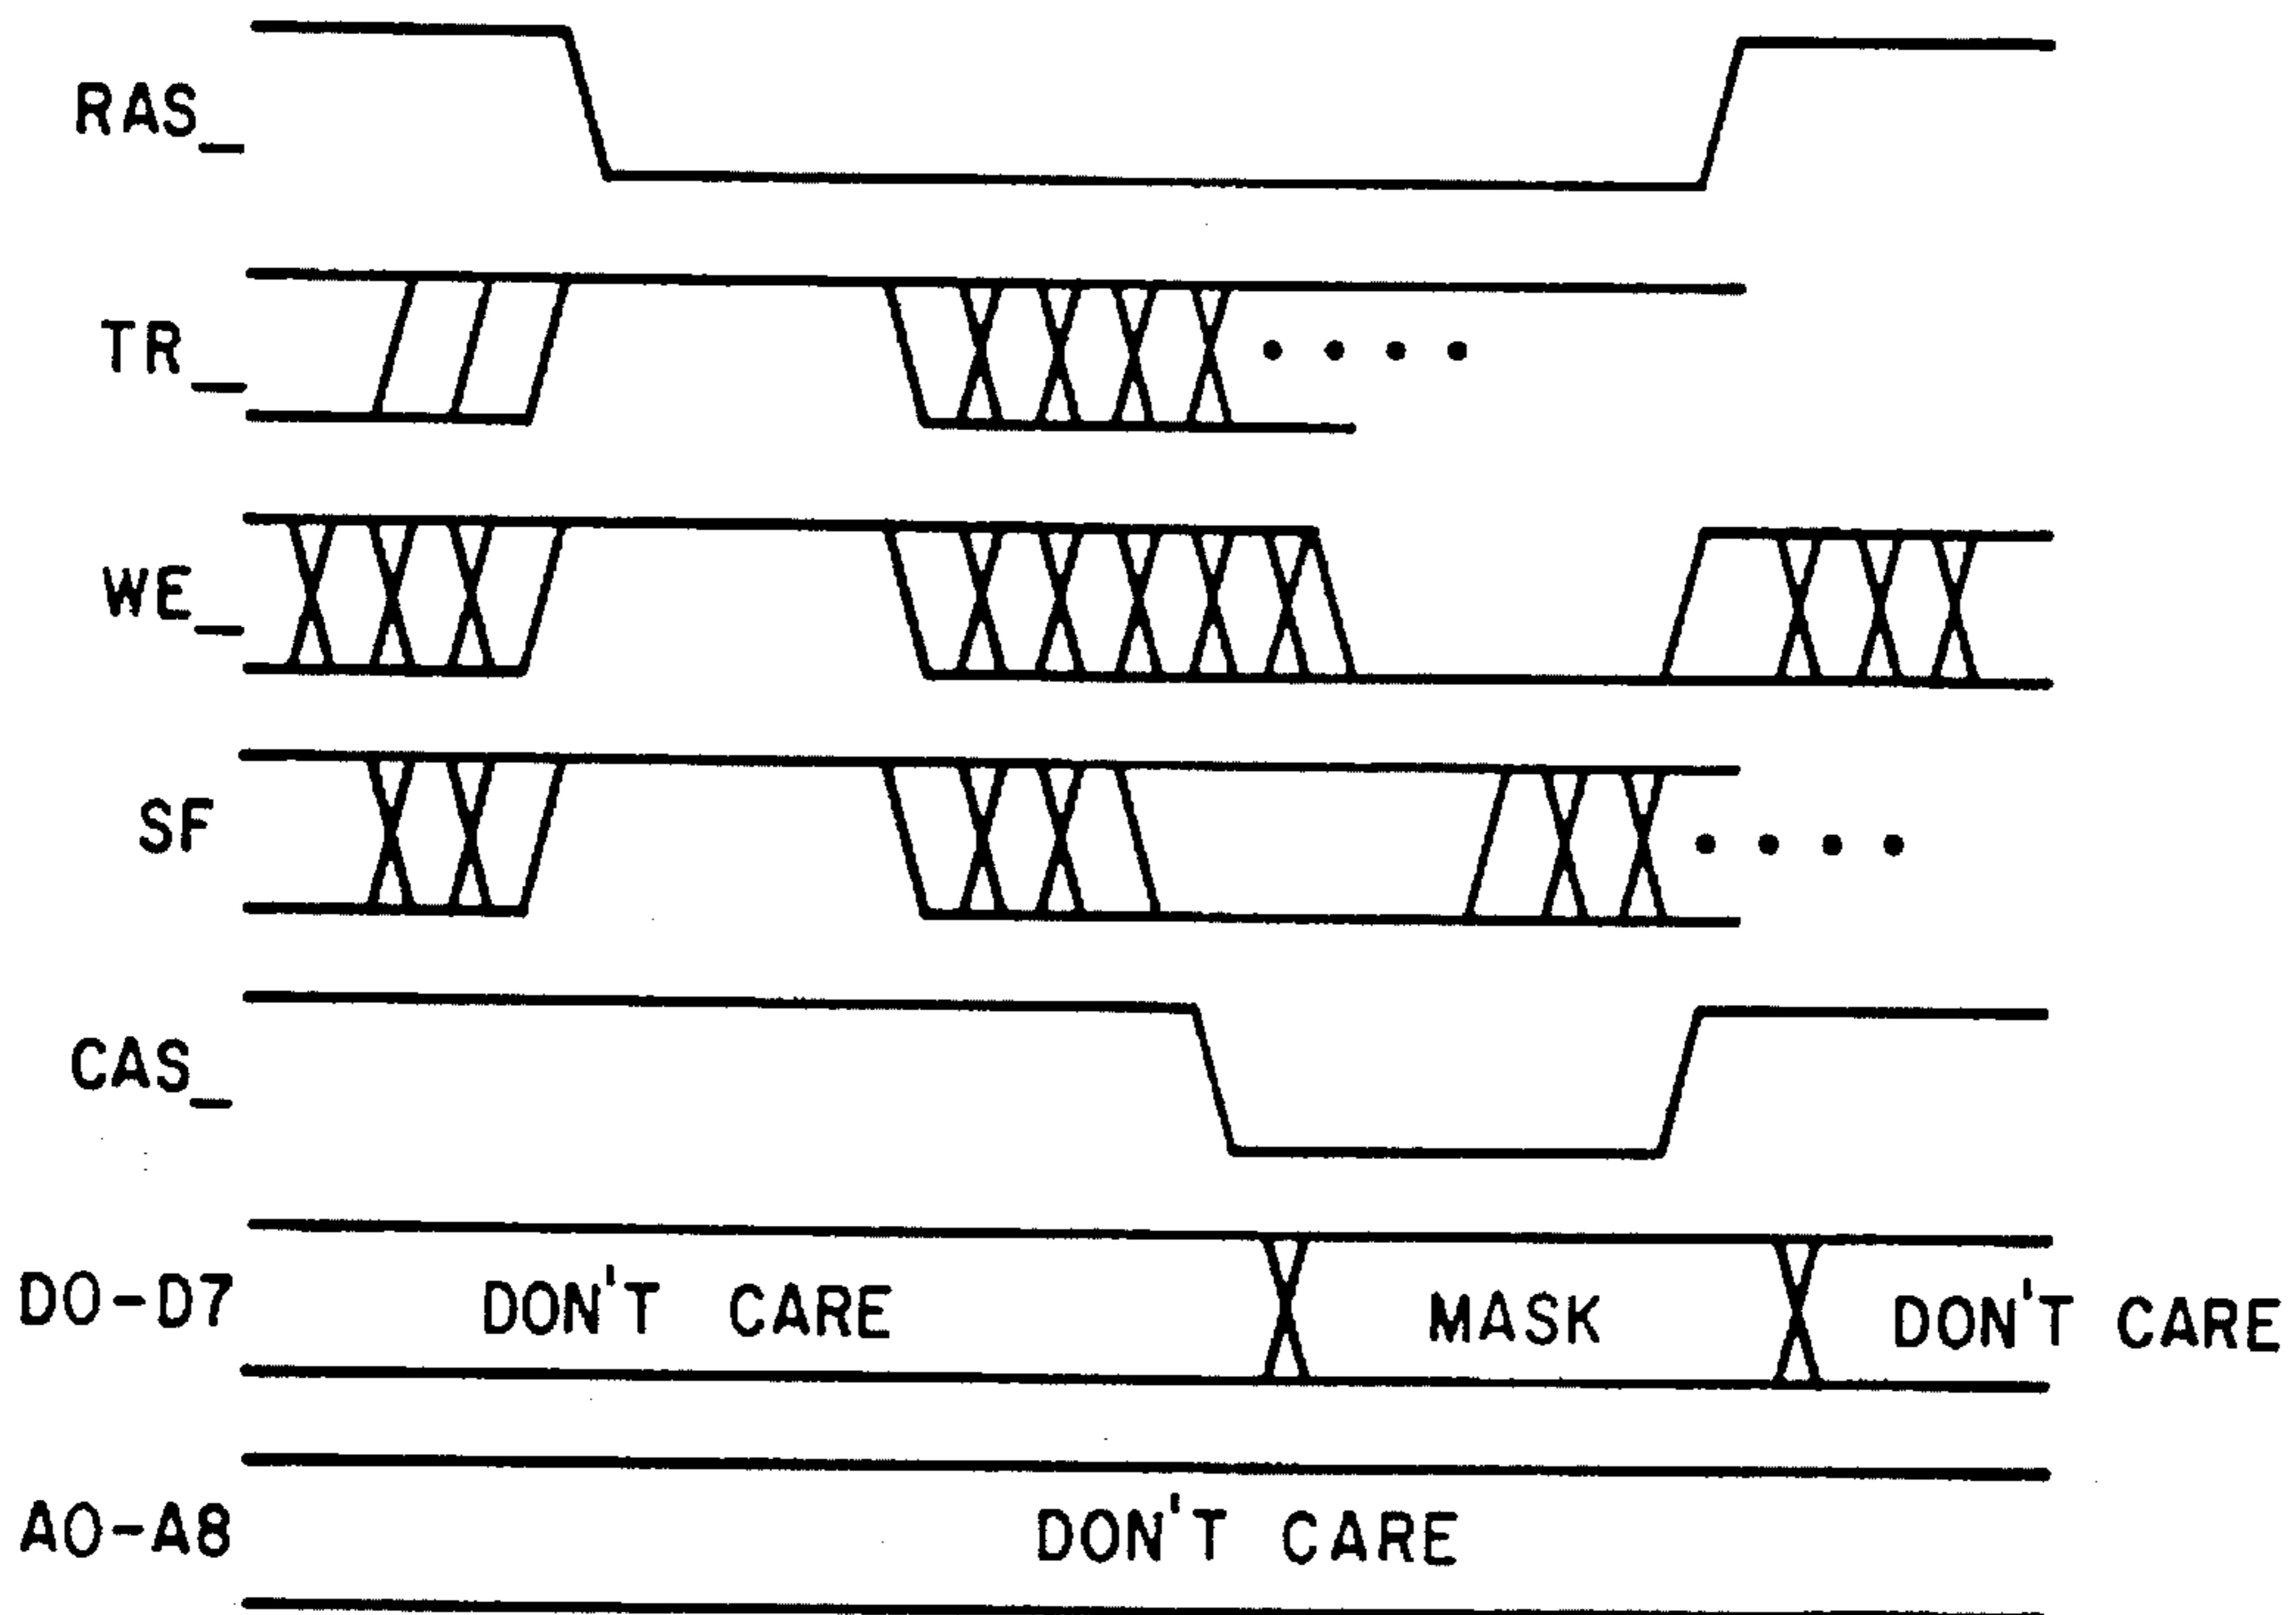 RAS_
TR_
WE_
SF
CAS_
D0-D7
DON'T CARE
MASK
DON'T CARE
A0-A8
DON'T CARE